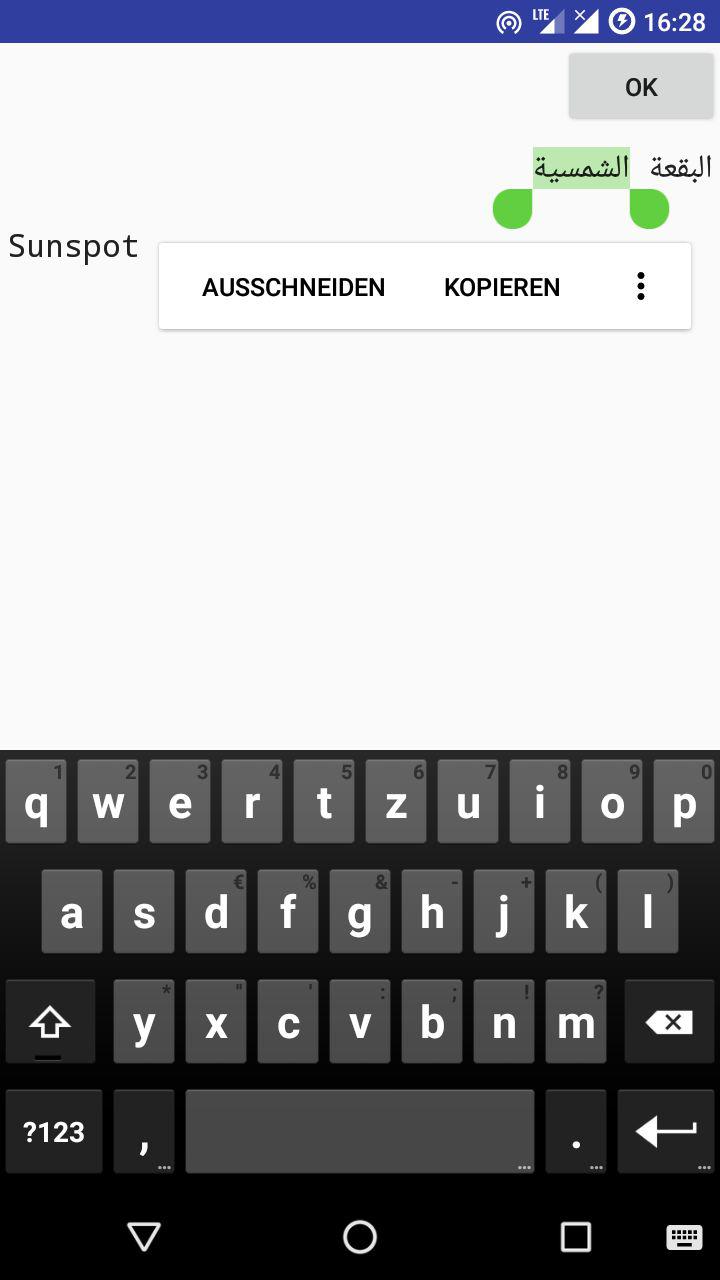 LTE 16:28
OK
البقعة الشمسية
Sunspot
AUSSCHNEIDEN KOPIEREN
q 1 w 2 e 3 r 4 t 5 z 6 u 7 i 8 o 9 p 0
a s d € f % g & h - j + k ( l )
y * x " c ' v : b ; n ! m ?
?123 , ... ... . ... ...